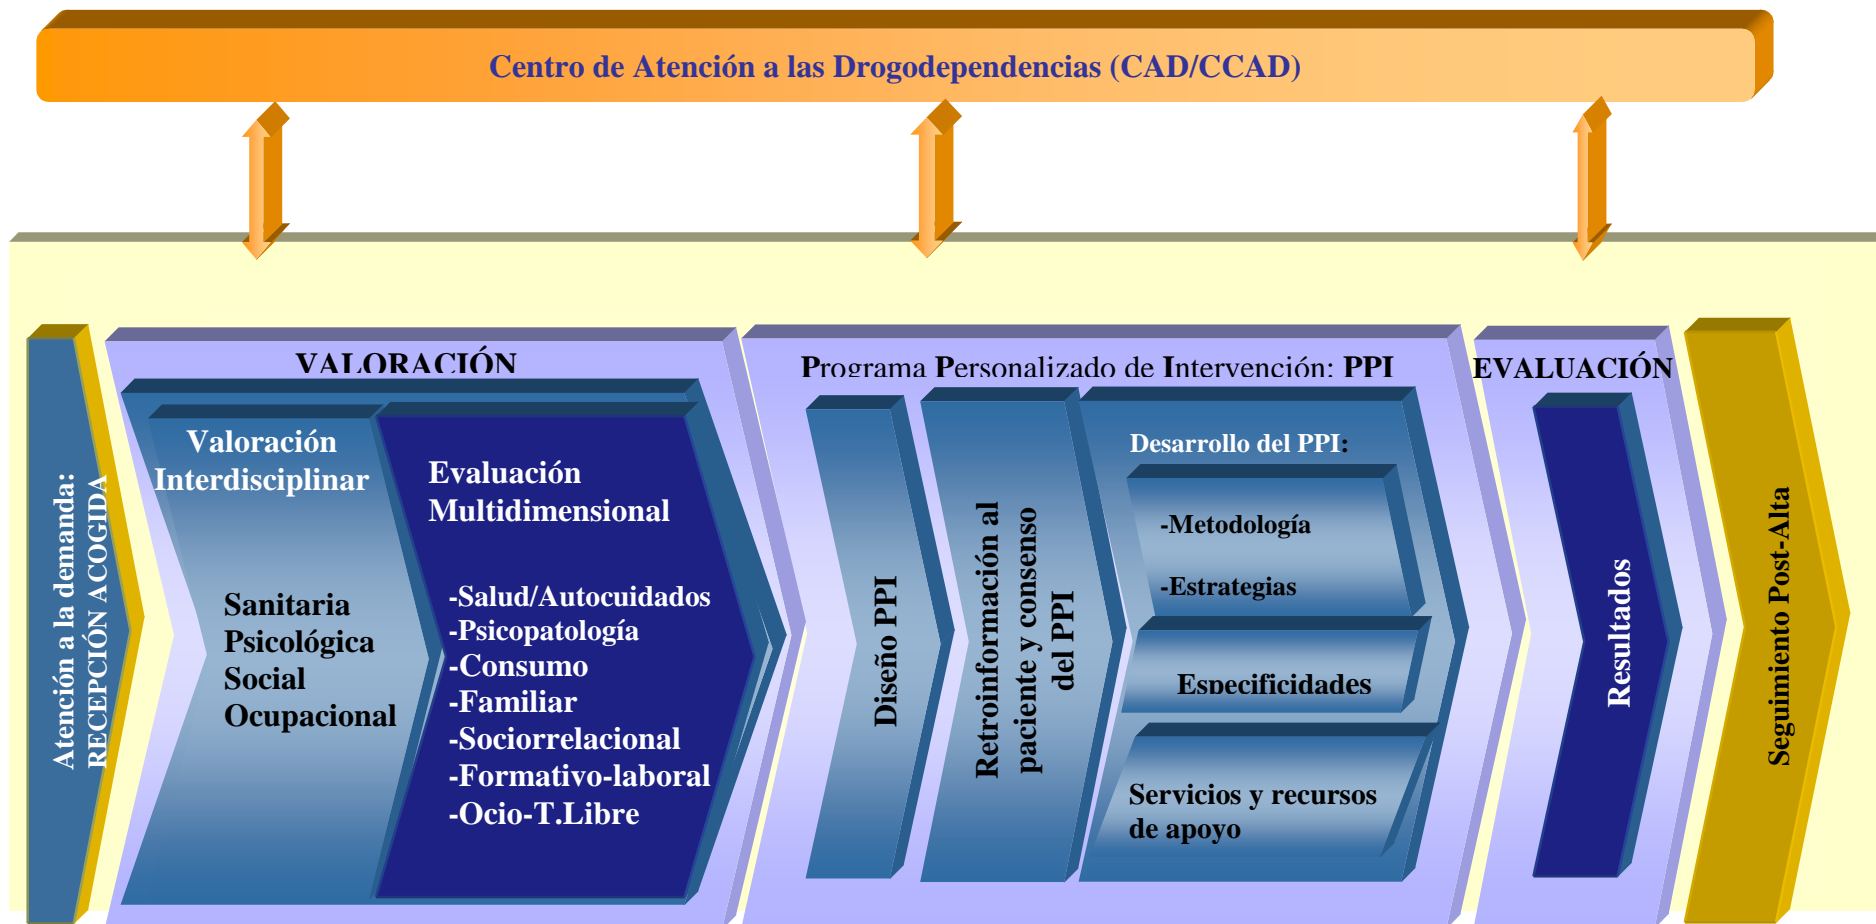 Centro de Atención a las Drogodependencias (CAD/CCAD)
Atención a la demanda:
RECEPCIÓN ACOGIDA
VALORACIÓN
Valoración
Interdisciplinar
Sanitaria
Psicológica
Social
Ocupacional
Evaluación
Multidimensional
-Salud/Autocuidados
-Psicopatología
-Consumo
-Familiar
-Sociorrelacional
-Formativo-laboral
-Ocio-T.Libre
Programa Personalizado de Intervención: PPI
Diseño PPI
Retroinformación al
paciente y consenso
del PPI
Desarrollo del PPI:
-Metodología
-Estrategias
Especificidades
Servicios y recursos
de apoyo
EVALUACIÓN
Resultados
Seguimiento Post-Alta